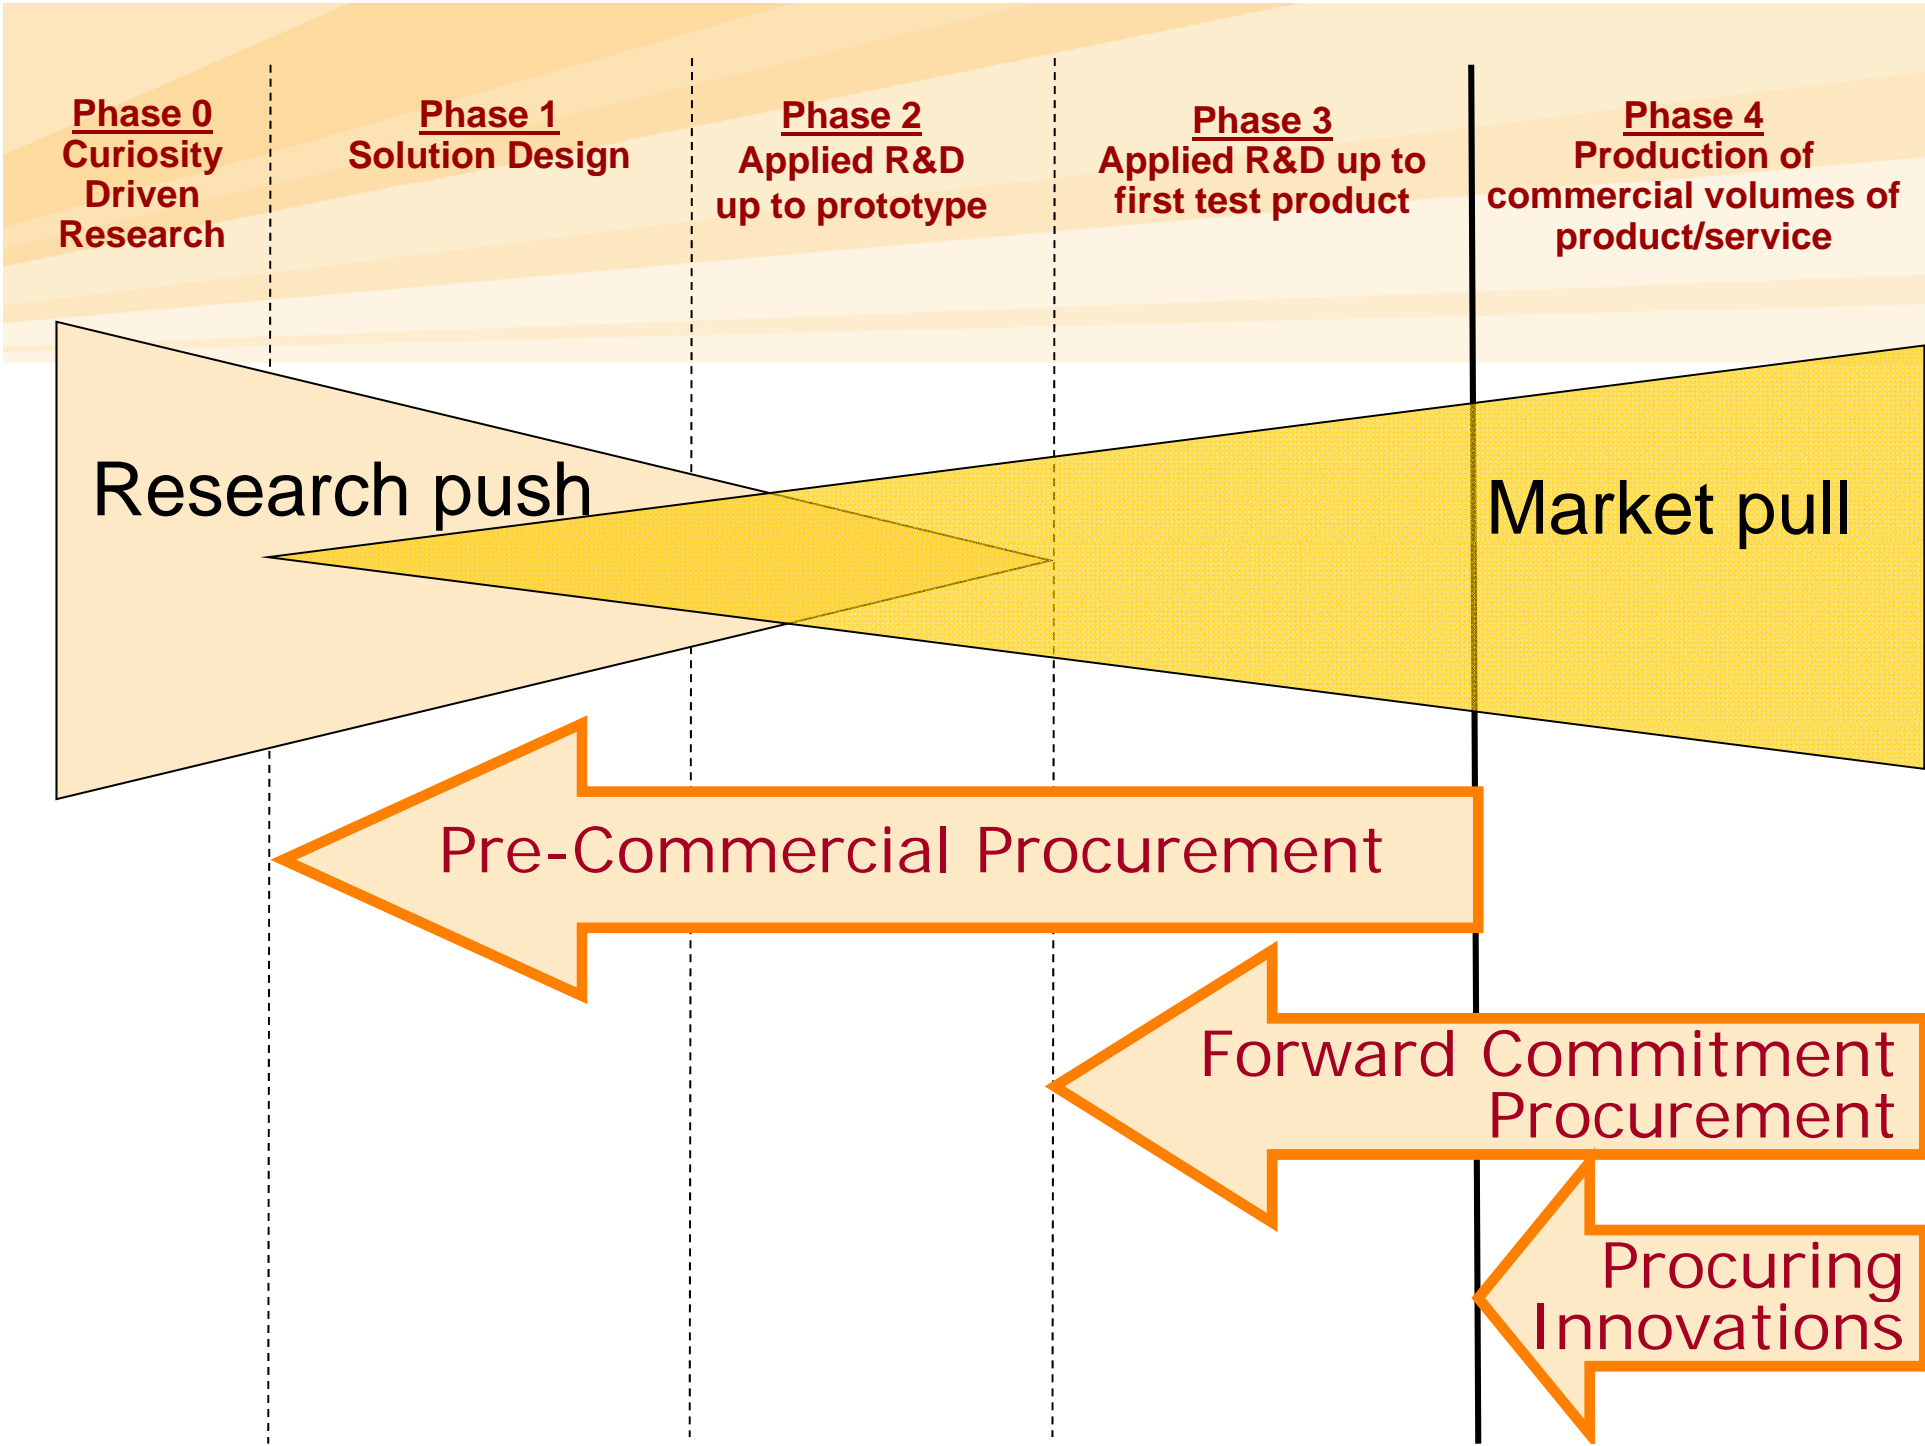 Phase 0
Curiosity
Driven
Research
Phase 1
Solution Design
Phase 2
Applied R&D
up to prototype
Phase 3
Applied R&D up to
first test product
Phase 4
Production of
commercial volumes of
product/service
Research push
Market pull
Pre-Commercial Procurement
Forward Commitment
Procurement
Procuring
Innovations